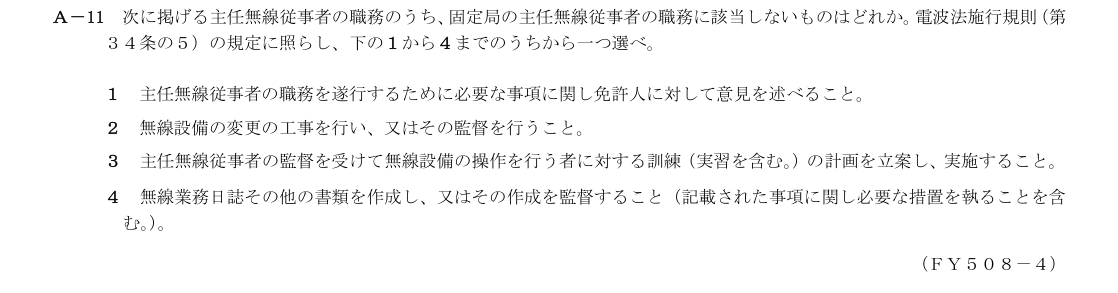 A－11　次に掲げる主任無線従事者の職務のうち、固定局の主任無線従事者の職務に該当しないものはどれか。電波法施行規則（第
３４条の５）の規定に照らし、下の1から4までのうちから一つ選べ。
1　主任無線従事者の職務を遂行するために必要な事項に関し免許人に対して意見を述べること。
2　無線設備の変更の工事を行い、又はその監督を行うこと。
3　主任無線従事者の監督を受けて無線設備の操作を行う者に対する訓練（実習を含む。）の計画を立案し、実施すること。
4　無線業務日誌その他の書類を作成し、又はその作成を監督すること（記載された事項に関し必要な措置を執ることを含
む。）。
（ＦＹ５０８－４）